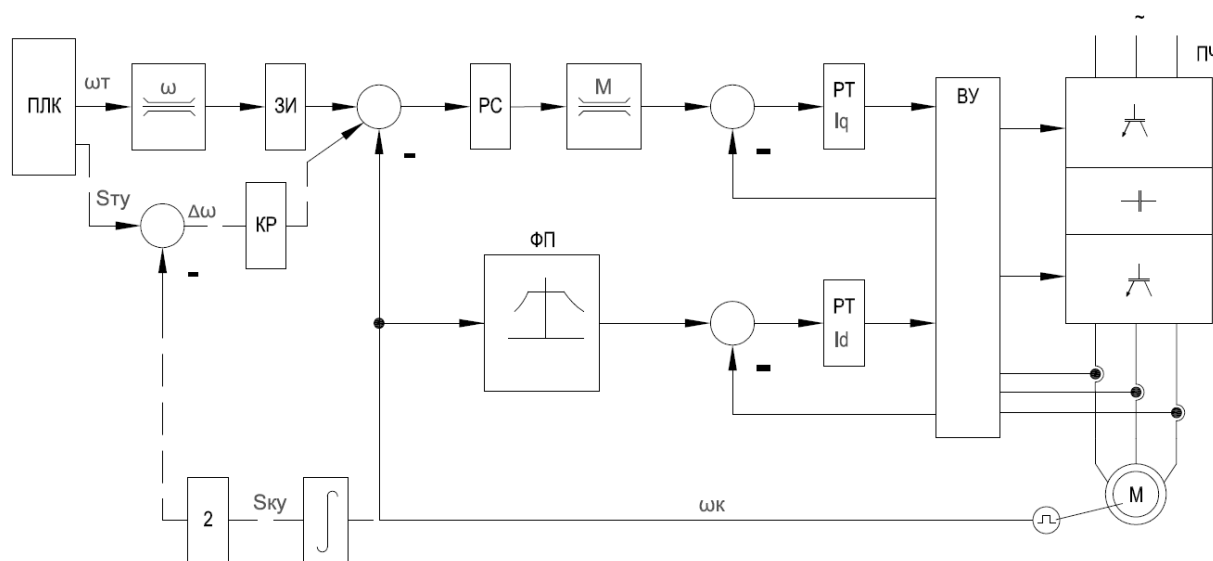 ~
ПЧ
ПЛК
ωт
ω
ЗИ
-
РС
М
-
РТ
Iq
ВУ
Sту
Δω
-
КР
ФП
-
РТ
Id
2
Sку
ωк
М